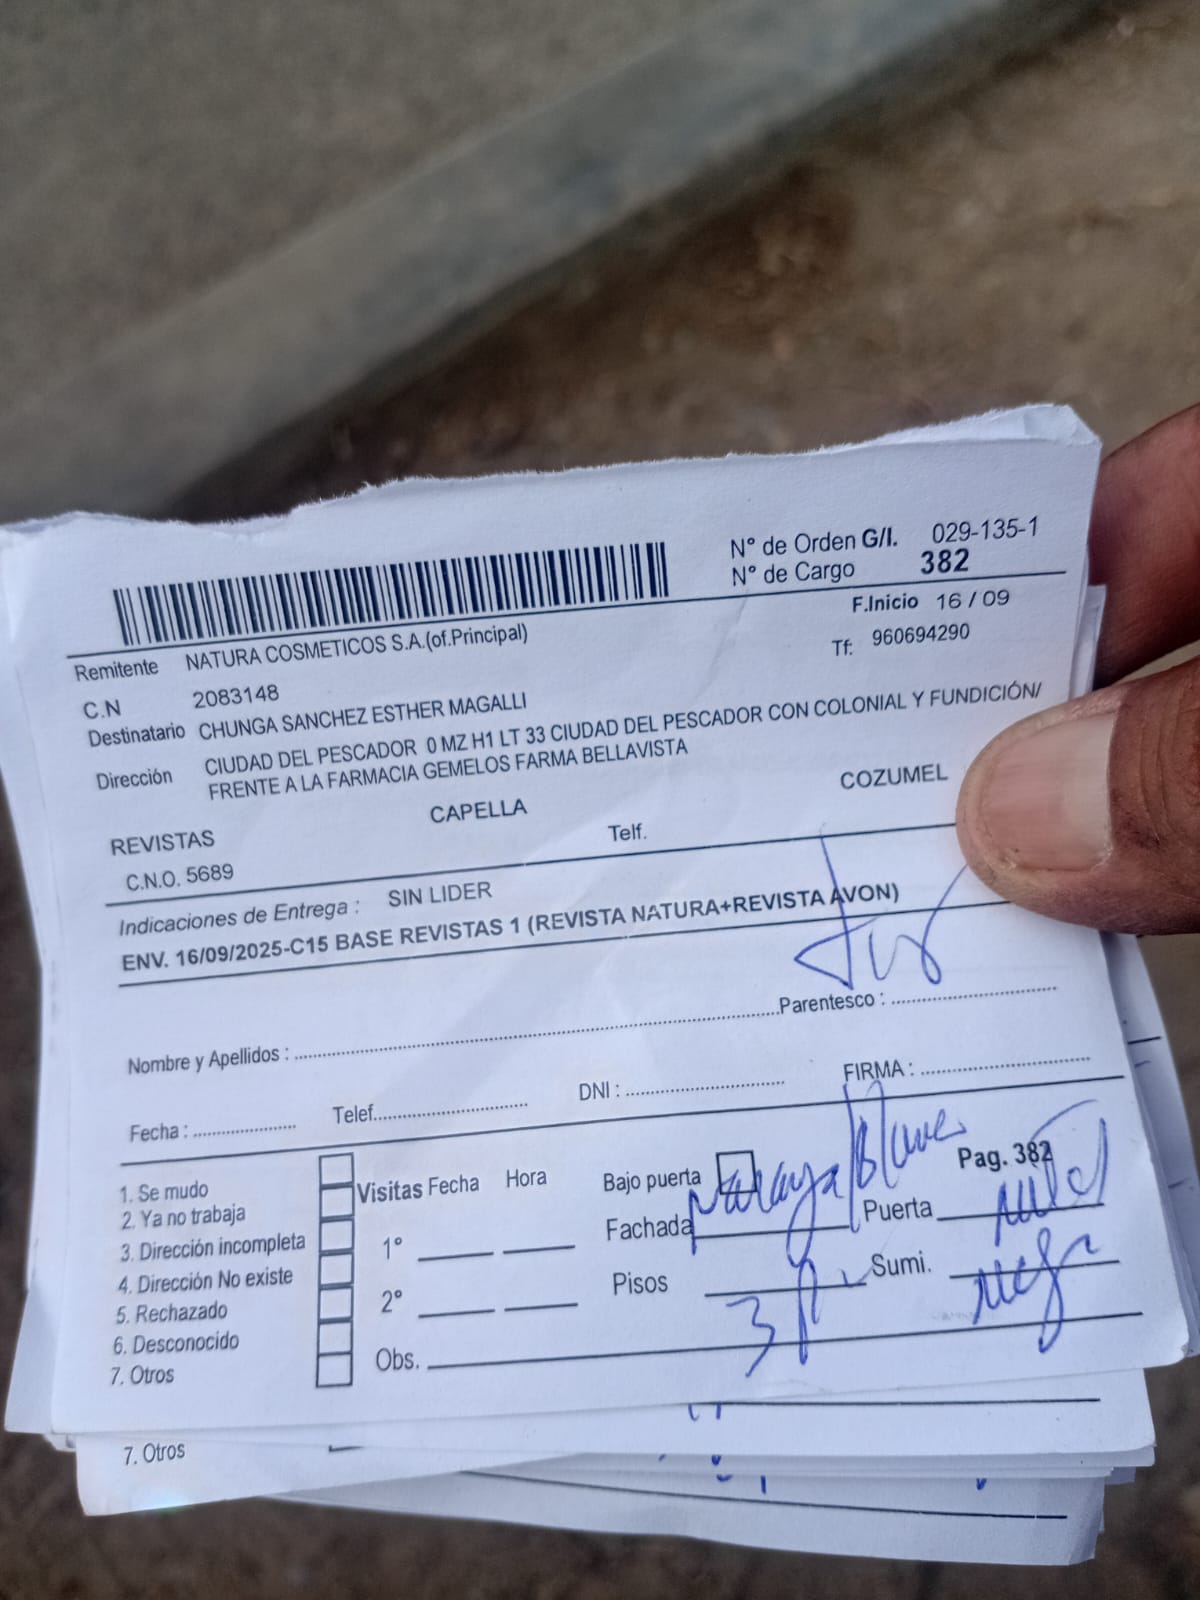 N° de Orden G/I. 029-135-1
N° de Cargo 382
F.Inicio 16 / 09
Remitente NATURA COSMETICOS S.A.(of.Principal)
Tf: 960694290
C.N 2083148
Destinatario CHUNGA SANCHEZ ESTHER MAGALLI
Dirección CIUDAD DEL PESCADOR 0 MZ H1 LT 33 CIUDAD DEL PESCADOR CON COLONIAL Y FUNDICIÓN/
FRENTE A LA FARMACIA GEMELOS FARMA BELLAVISTA
REVISTAS CAPELLA COZUMEL
C.N.O. 5689 Telf.
Indicaciones de Entrega : SIN LIDER
ENV. 16/09/2025-C15 BASE REVISTAS 1 (REVISTA NATURA+REVISTA AVON)
Nombre y Apellidos : Parentesco :
Fecha : Telef. DNI : FIRMA :
Pag. 382
1. Se mudo
2. Ya no trabaja
3. Dirección incompleta
4. Dirección No existe
5. Rechazado
6. Desconocido
7. Otros
Visitas Fecha Hora
1°
2°
Obs.
Bajo puerta
Fachada Naranja/Blanco Puerta
Pisos 3 Sumi.
7. Otros